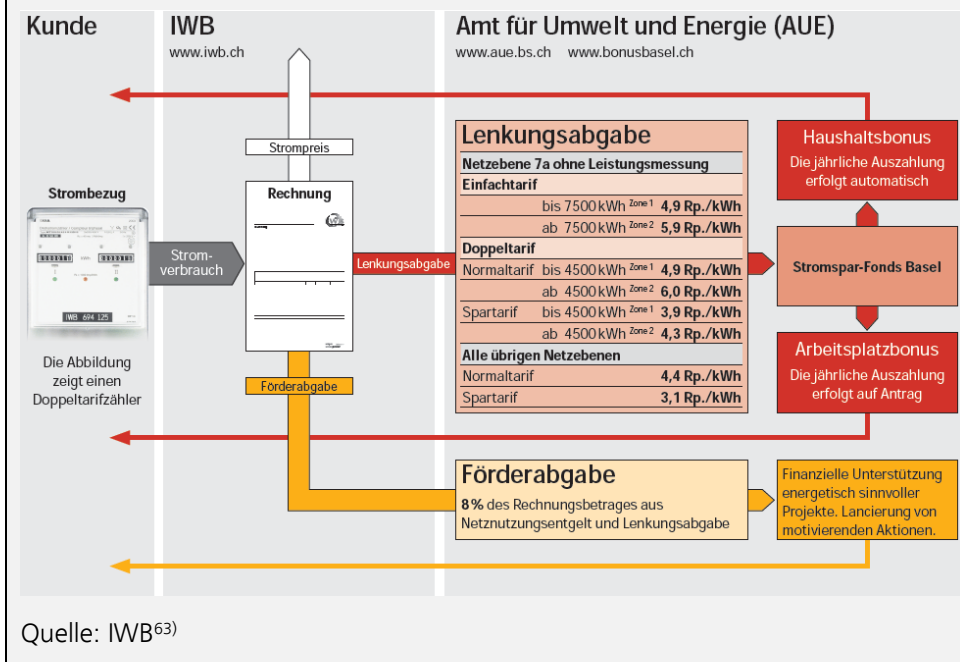 Kunde
IWB
www.iwb.ch
Amt für Umwelt und Energie (AUE)
www.aue.bs.ch www.bonusbasel.ch
Strompreis
Strombezug
IWB 694 125
Die Abbildung
zeigt einen
Doppeltarifzähler
Strom-
verbrauch
Rechnung
Lenkungsabgabe
Förderabgabe
Lenkungsabgabe
Netzebene 7a ohne Leistungsmessung
Einfachtarif
bis 7500 kWh Zone 1 4,9 Rp./kWh
ab 7500 kWh Zone 2 5,9 Rp./kWh
Doppeltarif
Normaltarif bis 4500 kWh Zone 1 4,9 Rp./kWh
ab 4500 kWh Zone 2 6,0 Rp./kWh
Spartarif bis 4500 kWh Zone 1 3,9 Rp./kWh
ab 4500 kWh Zone 2 4,3 Rp./kWh
Alle übrigen Netzebenen
Normaltarif 4,4 Rp./kWh
Spartarif 3,1 Rp./kWh
Haushaltsbonus
Die jährliche Auszahlung
erfolgt automatisch
Stromspar-Fonds Basel
Arbeitsplatzbonus
Die jährliche Auszahlung
erfolgt auf Antrag
Förderabgabe
8% des Rechnungsbetrages aus
Netznutzungsentgelt und Lenkungsabgabe
Finanzielle Unterstützung
energetisch sinnvoller
Projekte. Lancierung von
motivierenden Aktionen.
Quelle: IWB63)